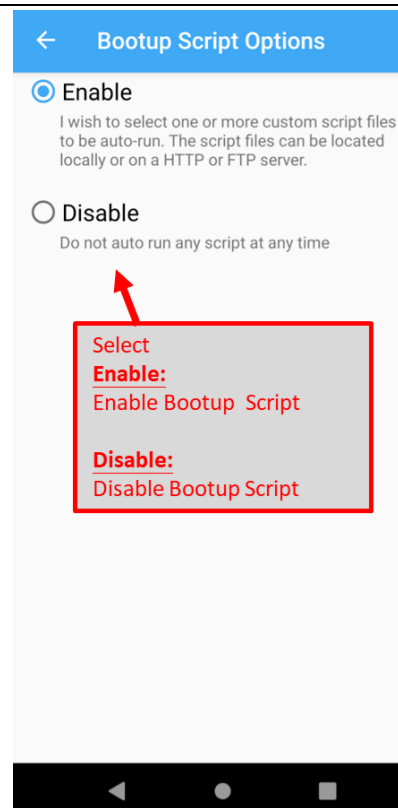 Bootup Script Options
Enable
I wish to select one or more custom script files
to be auto-run. The script files can be located
locally or on a HTTP or FTP server.
Disable
Do not auto run any script at any time
Select
Enable:
Enable Bootup Script
Disable:
Disable Bootup Script